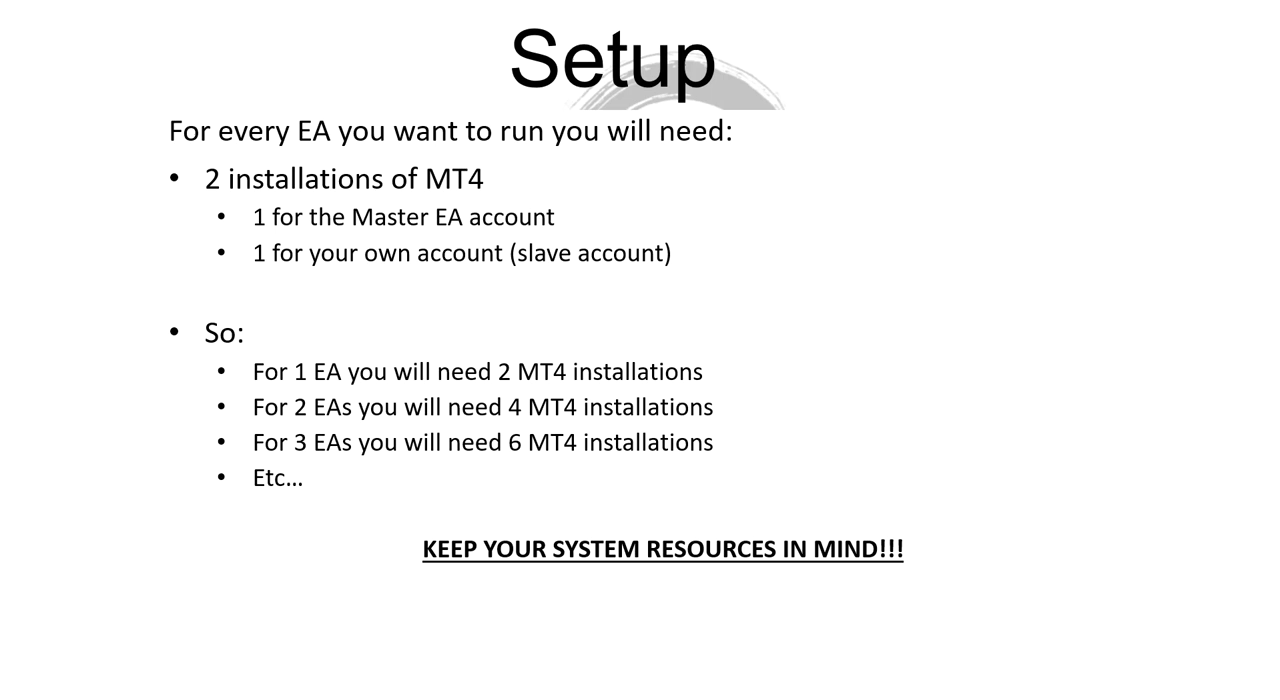 Setup
For every EA you want to run you will need:
• 2 installations of MT4
• 1 for the Master EA account
• 1 for your own account (slave account)
• So:
• For 1 EA you will need 2 MT4 installations
• For 2 EAs you will need 4 MT4 installations
• For 3 EAs you will need 6 MT4 installations
• Etc...
KEEP YOUR SYSTEM RESOURCES IN MIND!!!